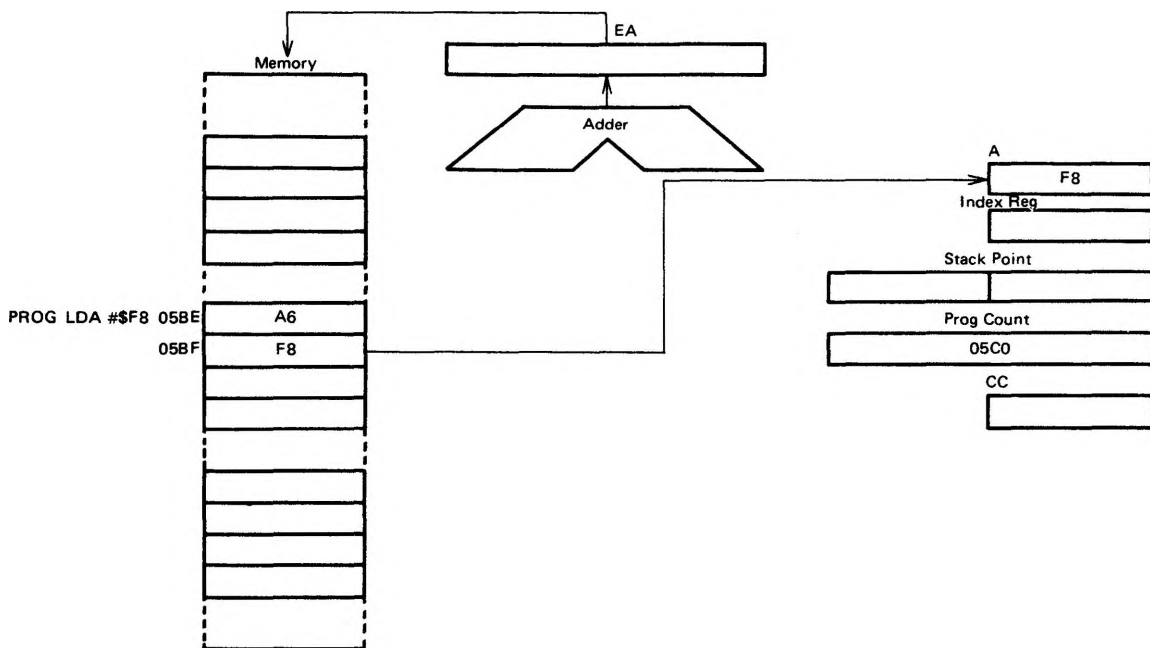 EA
Memory
Adder
A
F8
Index Reg
Stack Point
PROG LDA #$F8 05BE A6
Prog Count
05BF F8
05C0
CC